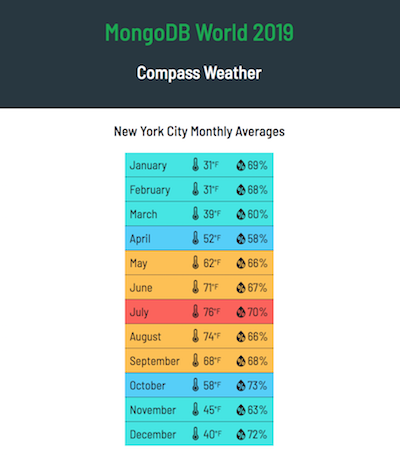 MongoDB World 2019
Compass Weather
New York City Monthly Averages
January 31°F 69%
February 31°F 68%
March 39°F 60%
April 52°F 58%
May 62°F 66%
June 71°F 67%
July 76°F 70%
August 74°F 66%
September 68°F 68%
October 58°F 73%
November 45°F 63%
December 40°F 72%